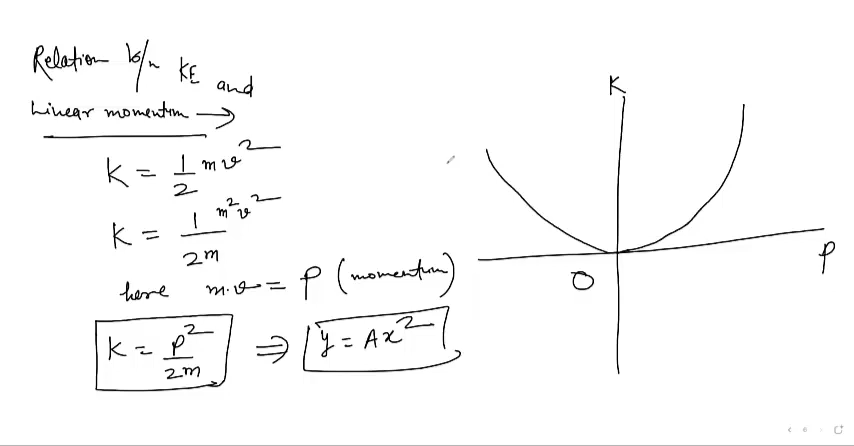 Relation b/n KE and
Linear momentum →
K = 1/2 mv²
K = 1/2m m²v²
here m.v = P (momentum)
K = P²/2m ⇒ y = Ax²
K
P
O